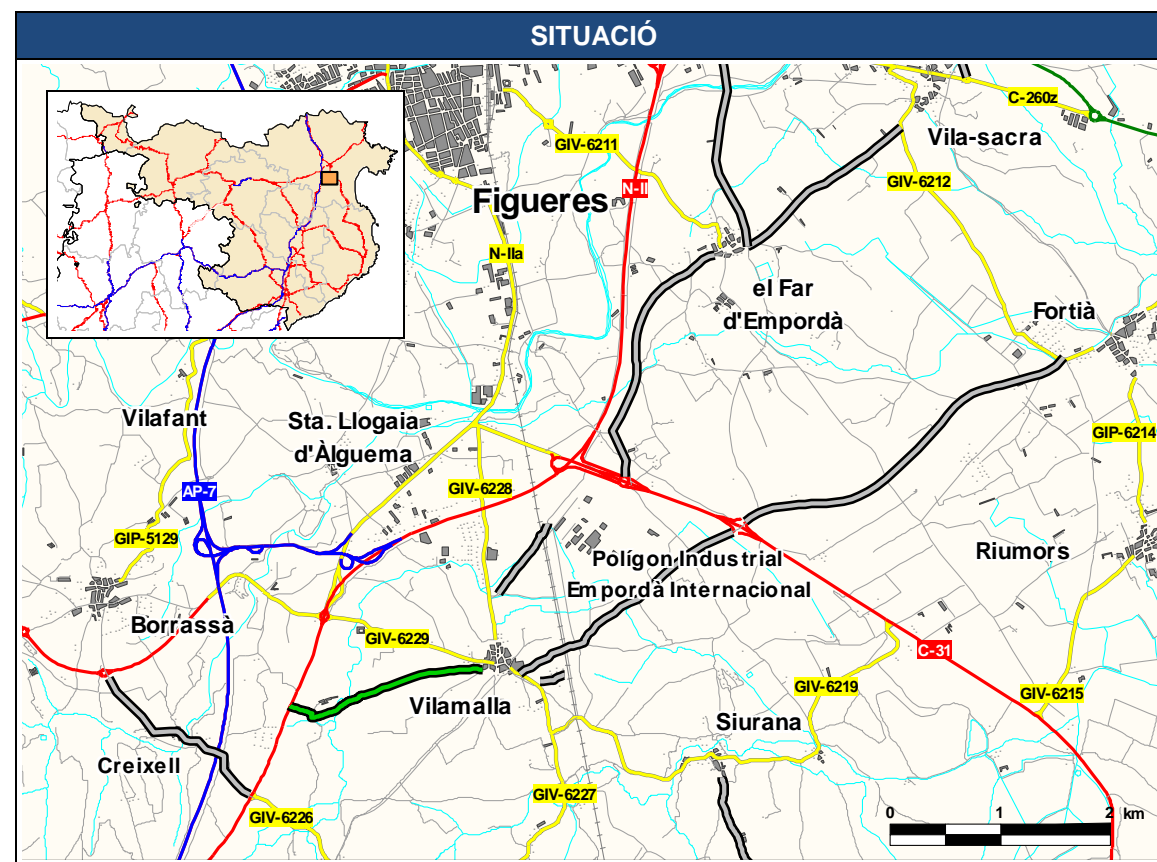 SITUACIÓ
C-260z
Vila-sacra
GIV-6211
GIV-6212
N-II
Figueres
N-IIa
el Far
d'Empordà
Fortià
Vilafant
Sta. Llogaia
d'Àlguema
GIP-6214
AP-7
GIV-6228
GIP-5129
Polígon Industrial
Empordà Internacional
Riumors
Borrassà
GIV-6229
C-31
GIV-6219
GIV-6215
Vilamalla
Siurana
Creixell
GIV-6227
GIV-6226
0 1 2 km